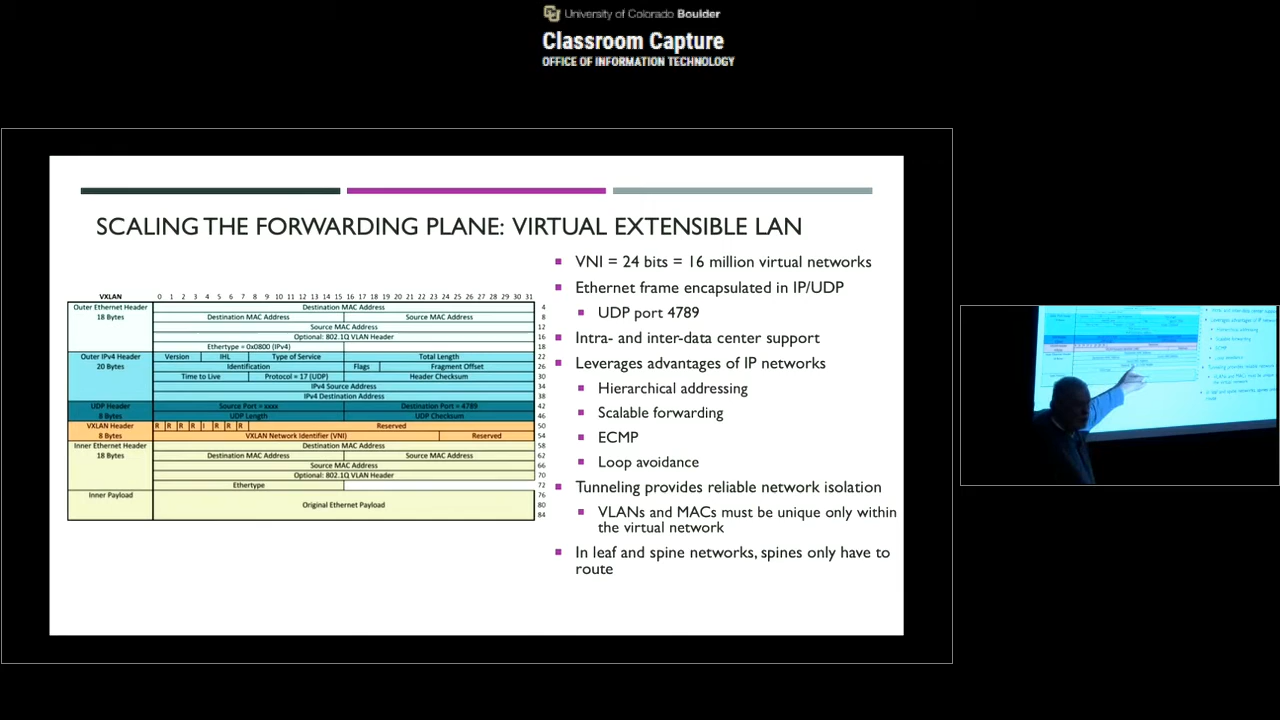 University of Colorado Boulder
Classroom Capture
OFFICE OF INFORMATION TECHNOLOGY
SCALING THE FORWARDING PLANE: VIRTUAL EXTENSIBLE LAN
VXLAN 0 1 2 3 4 5 6 7 8 9 10 11 12 13 14 15 16 17 18 19 20 21 22 23 24 25 26 27 28 29 30 31
Outer Ethernet Header Destination MAC Address 4
18 Bytes Destination MAC Address Source MAC Address 8
Source MAC Address 12
Optional: 802.1Q VLAN Header 16
Ethertype = 0x0800 (IPv4) 18
Outer IPv4 Header Version IHL Type of Service Total Length 22
20 Bytes Identification Flags Fragment Offset 26
Time to Live Protocol = 17 (UDP) Header Checksum 30
IPv4 Source Address 34
IPv4 Destination Address 38
UDP Header Source Port = xxxx Destination Port = 4789 42
8 Bytes UDP Length UDP Checksum 46
VXLAN Header R R R R I R R R Reserved 50
8 Bytes VXLAN Network Identifier (VNI) Reserved 54
Inner Ethernet Header Destination MAC Address 58
18 Bytes Destination MAC Address Source MAC Address 62
Source MAC Address 66
Optional: 802.1Q VLAN Header 70
Ethertype 72
Inner Payload 76
Original Ethernet Payload 80
84
VNI = 24 bits = 16 million virtual networks
Ethernet frame encapsulated in IP/UDP
UDP port 4789
Intra- and inter-data center support
Leverages advantages of IP networks
Hierarchical addressing
Scalable forwarding
ECMP
Loop avoidance
Tunneling provides reliable network isolation
VLANs and MACs must be unique only within
the virtual network
In leaf and spine networks, spines only have to
route